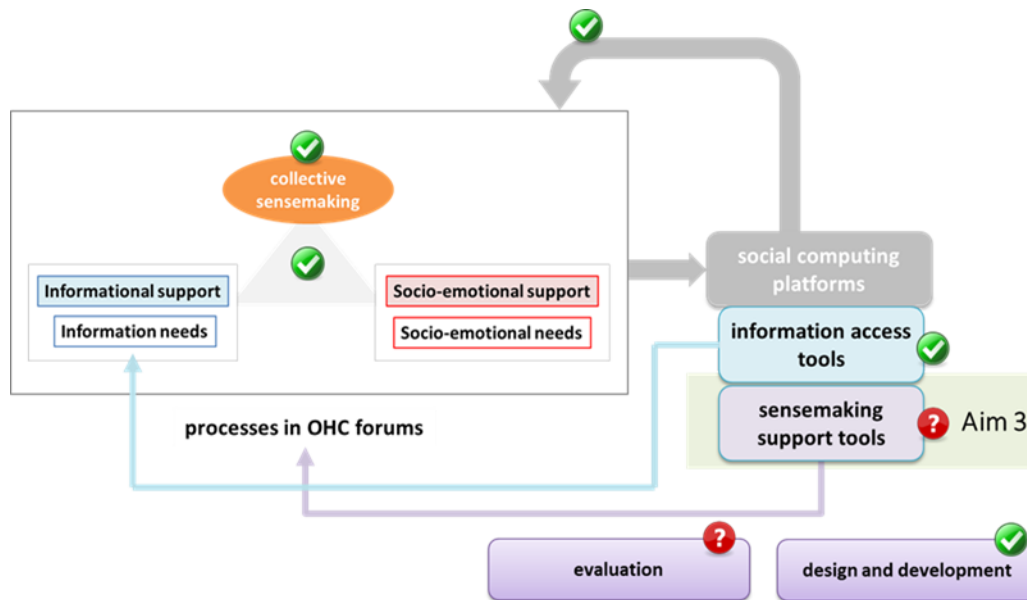 collective
sensemaking
social computing
platforms
Informational support
Socio-emotional support
Information needs
Socio-emotional needs
information access
tools
sensemaking
support tools
?
Aim 3
processes in OHC forums
?
evaluation
design and development